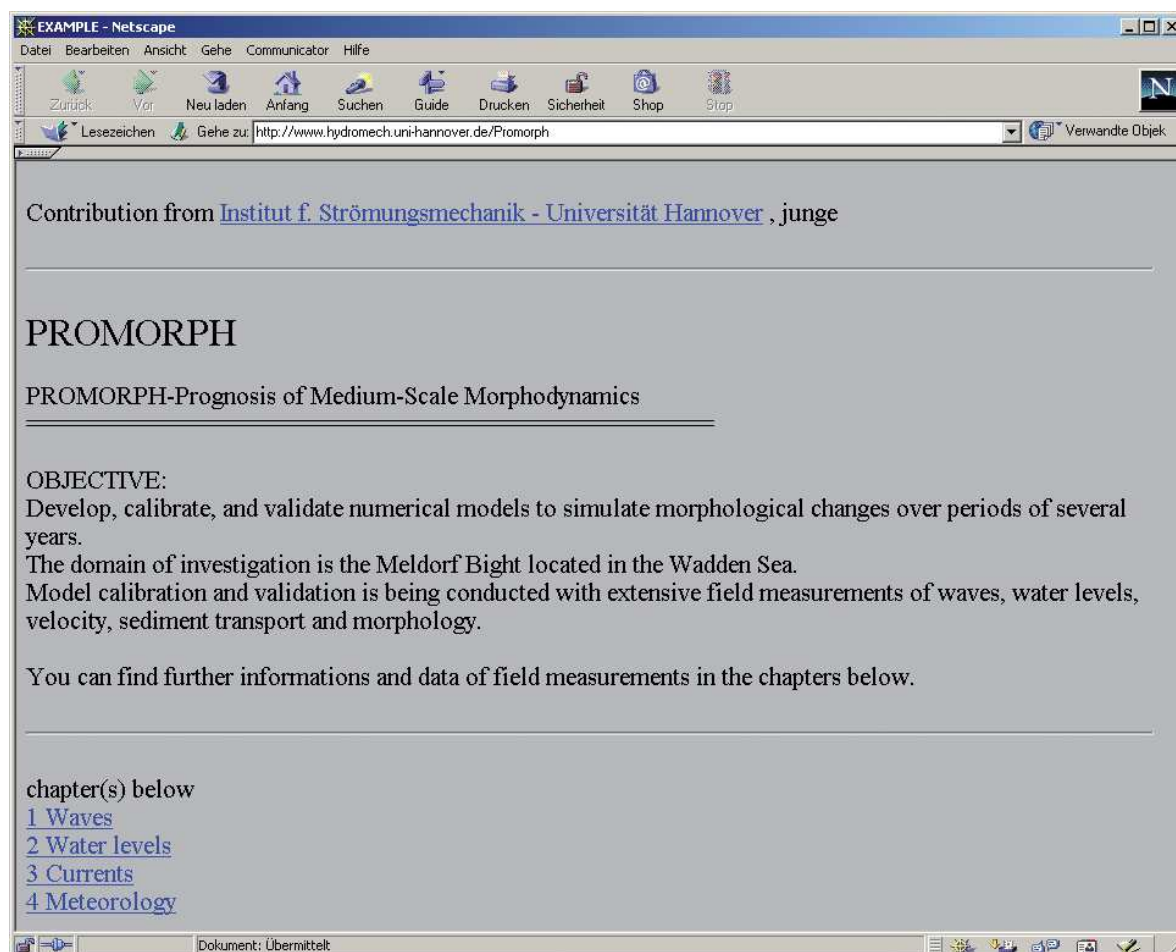 EXAMPLE - Netscape
Datei Bearbeiten Ansicht Gehe Communicator Hilfe
Zurück Vor Neu laden Anfang Suchen Guide Drucken Sicherheit Shop Stop
N
Lesezeichen Gehe zu: http://www.hydromech.uni-hannover.de/Promorph Verwandte Objek
Contribution from Institut f. Strömungsmechanik - Universität Hannover , junge
PROMORPH
PROMORPH-Prognosis of Medium-Scale Morphodynamics
OBJECTIVE:
Develop, calibrate, and validate numerical models to simulate morphological changes over periods of several
years.
The domain of investigation is the Meldorf Bight located in the Wadden Sea.
Model calibration and validation is being conducted with extensive field measurements of waves, water levels,
velocity, sediment transport and morphology.
You can find further informations and data of field measurements in the chapters below.
chapter(s) below
1 Waves
2 Water levels
3 Currents
4 Meteorology
Dokument: Übermittelt